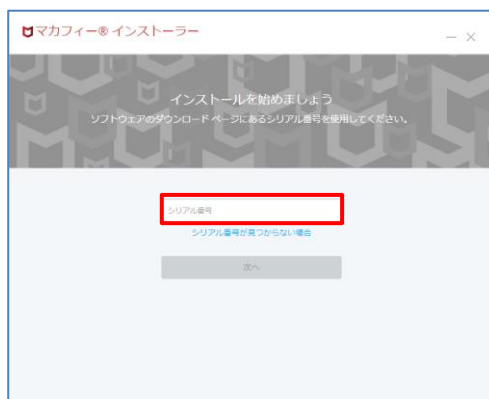 マカフィー® インストーラー
インストールを始めましょう
ソフトウェアのダウンロード ページにあるシリアル番号を使用してください。
シリアル番号
シリアル番号が見つからない場合
次へ